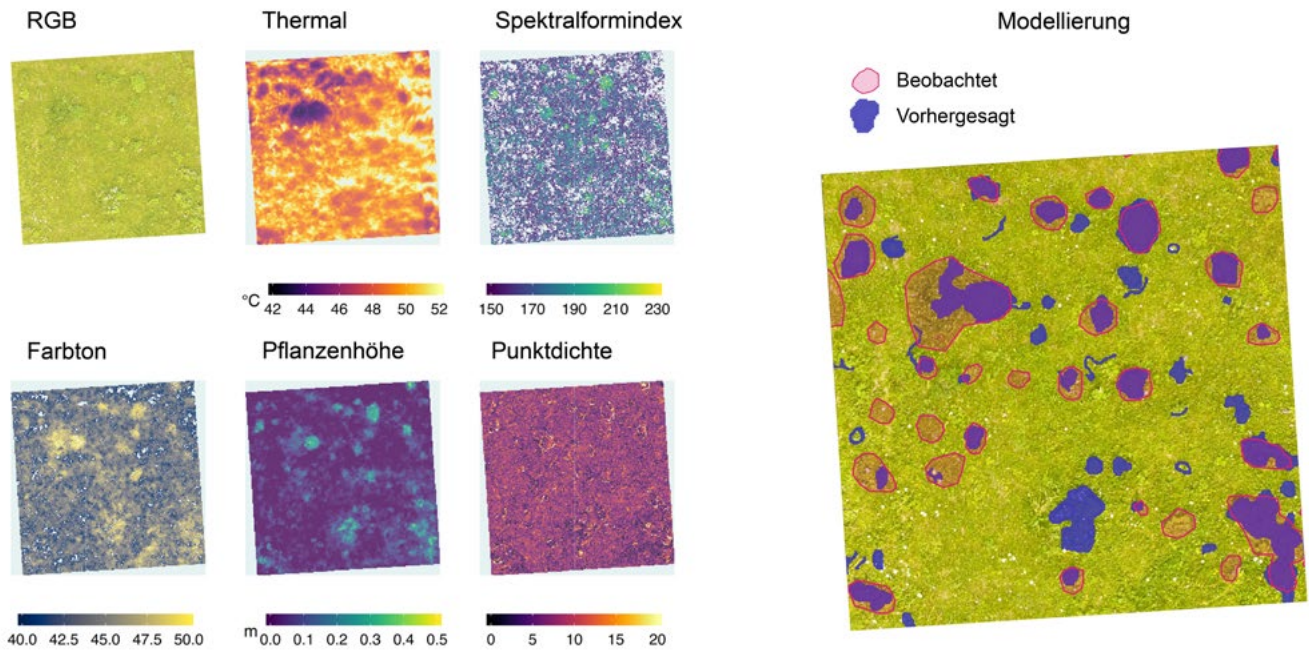 RGB
Thermal
Spektralformindex
Modellierung
Beobachtet
Vorhergesagt
°C
42 44 46 48 50 52
150 170 190 210 230
Farbton
Pflanzenhöhe
Punktdichte
40.0 42.5 45.0 47.5 50.0
m
0.0 0.1 0.2 0.3 0.4 0.5
0 5 10 15 20